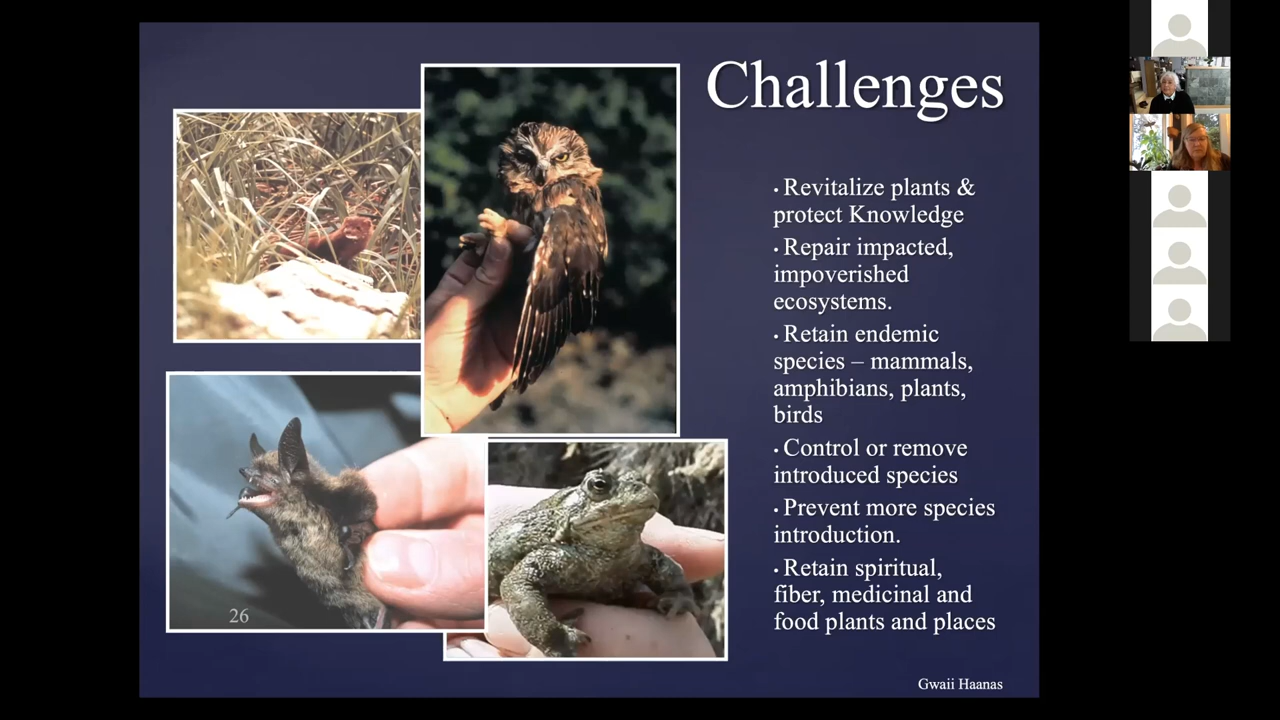 Challenges
· Revitalize plants &
protect Knowledge
· Repair impacted,
impoverished
ecosystems.
· Retain endemic
species – mammals,
amphibians, plants,
birds
· Control or remove
introduced species
· Prevent more species
introduction.
· Retain spiritual,
fiber, medicinal and
food plants and places
26
Gwaii Haanas